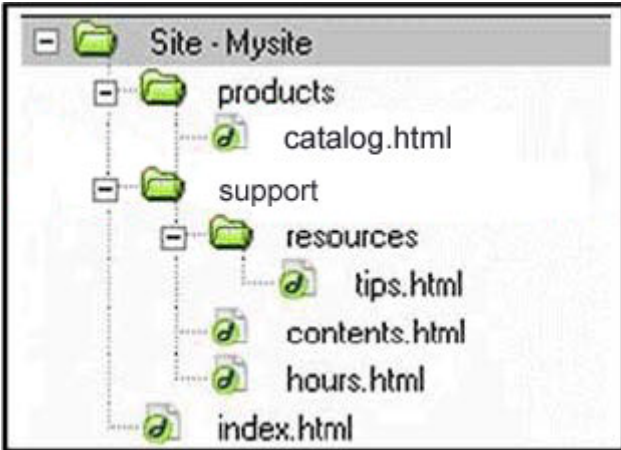 Site - Mysite
products
catalog.html
support
resources
tips.html
contents.html
hours.html
index.html